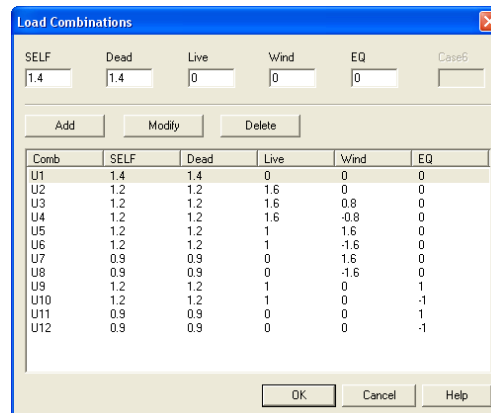 Load Combinations
SELF Dead Live Wind EQ Case6
1.4 1.4 0 0 0
Add Modify Delete
Comb SELF Dead Live Wind EQ
U1 1.4 1.4 0 0 0
U2 1.2 1.2 1.6 0 0
U3 1.2 1.2 1.6 0.8 0
U4 1.2 1.2 1.6 -0.8 0
U5 1.2 1.2 1 1.6 0
U6 1.2 1.2 1 -1.6 0
U7 0.9 0.9 0 1.6 0
U8 0.9 0.9 0 -1.6 0
U9 1.2 1.2 1 0 1
U10 1.2 1.2 1 0 -1
U11 0.9 0.9 0 0 1
U12 0.9 0.9 0 0 -1
OK Cancel Help